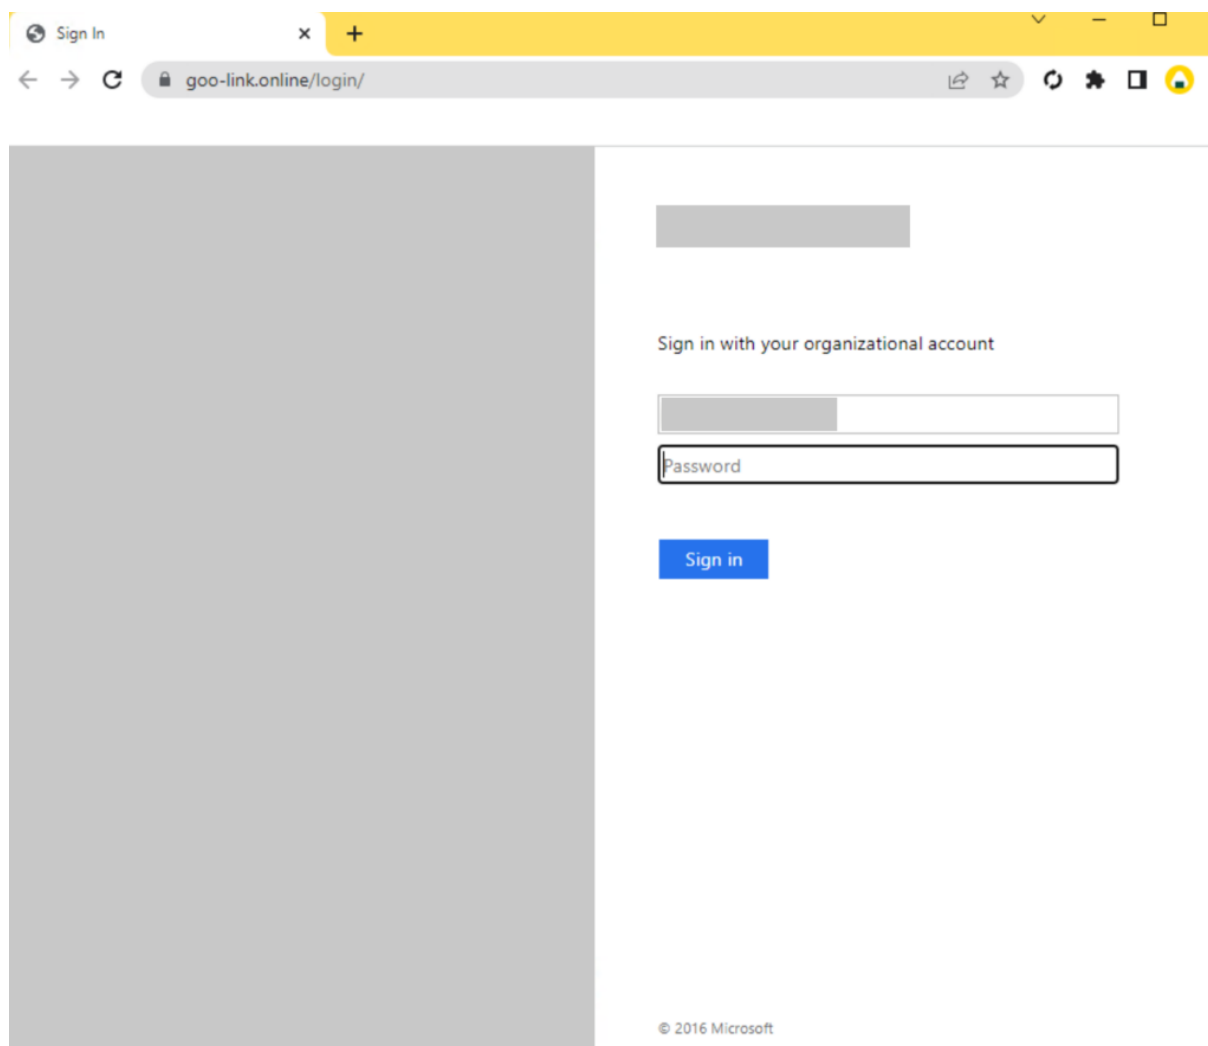 Sign In
goo-link.online/login/
Sign in with your organizational account
Password
Sign in
© 2016 Microsoft